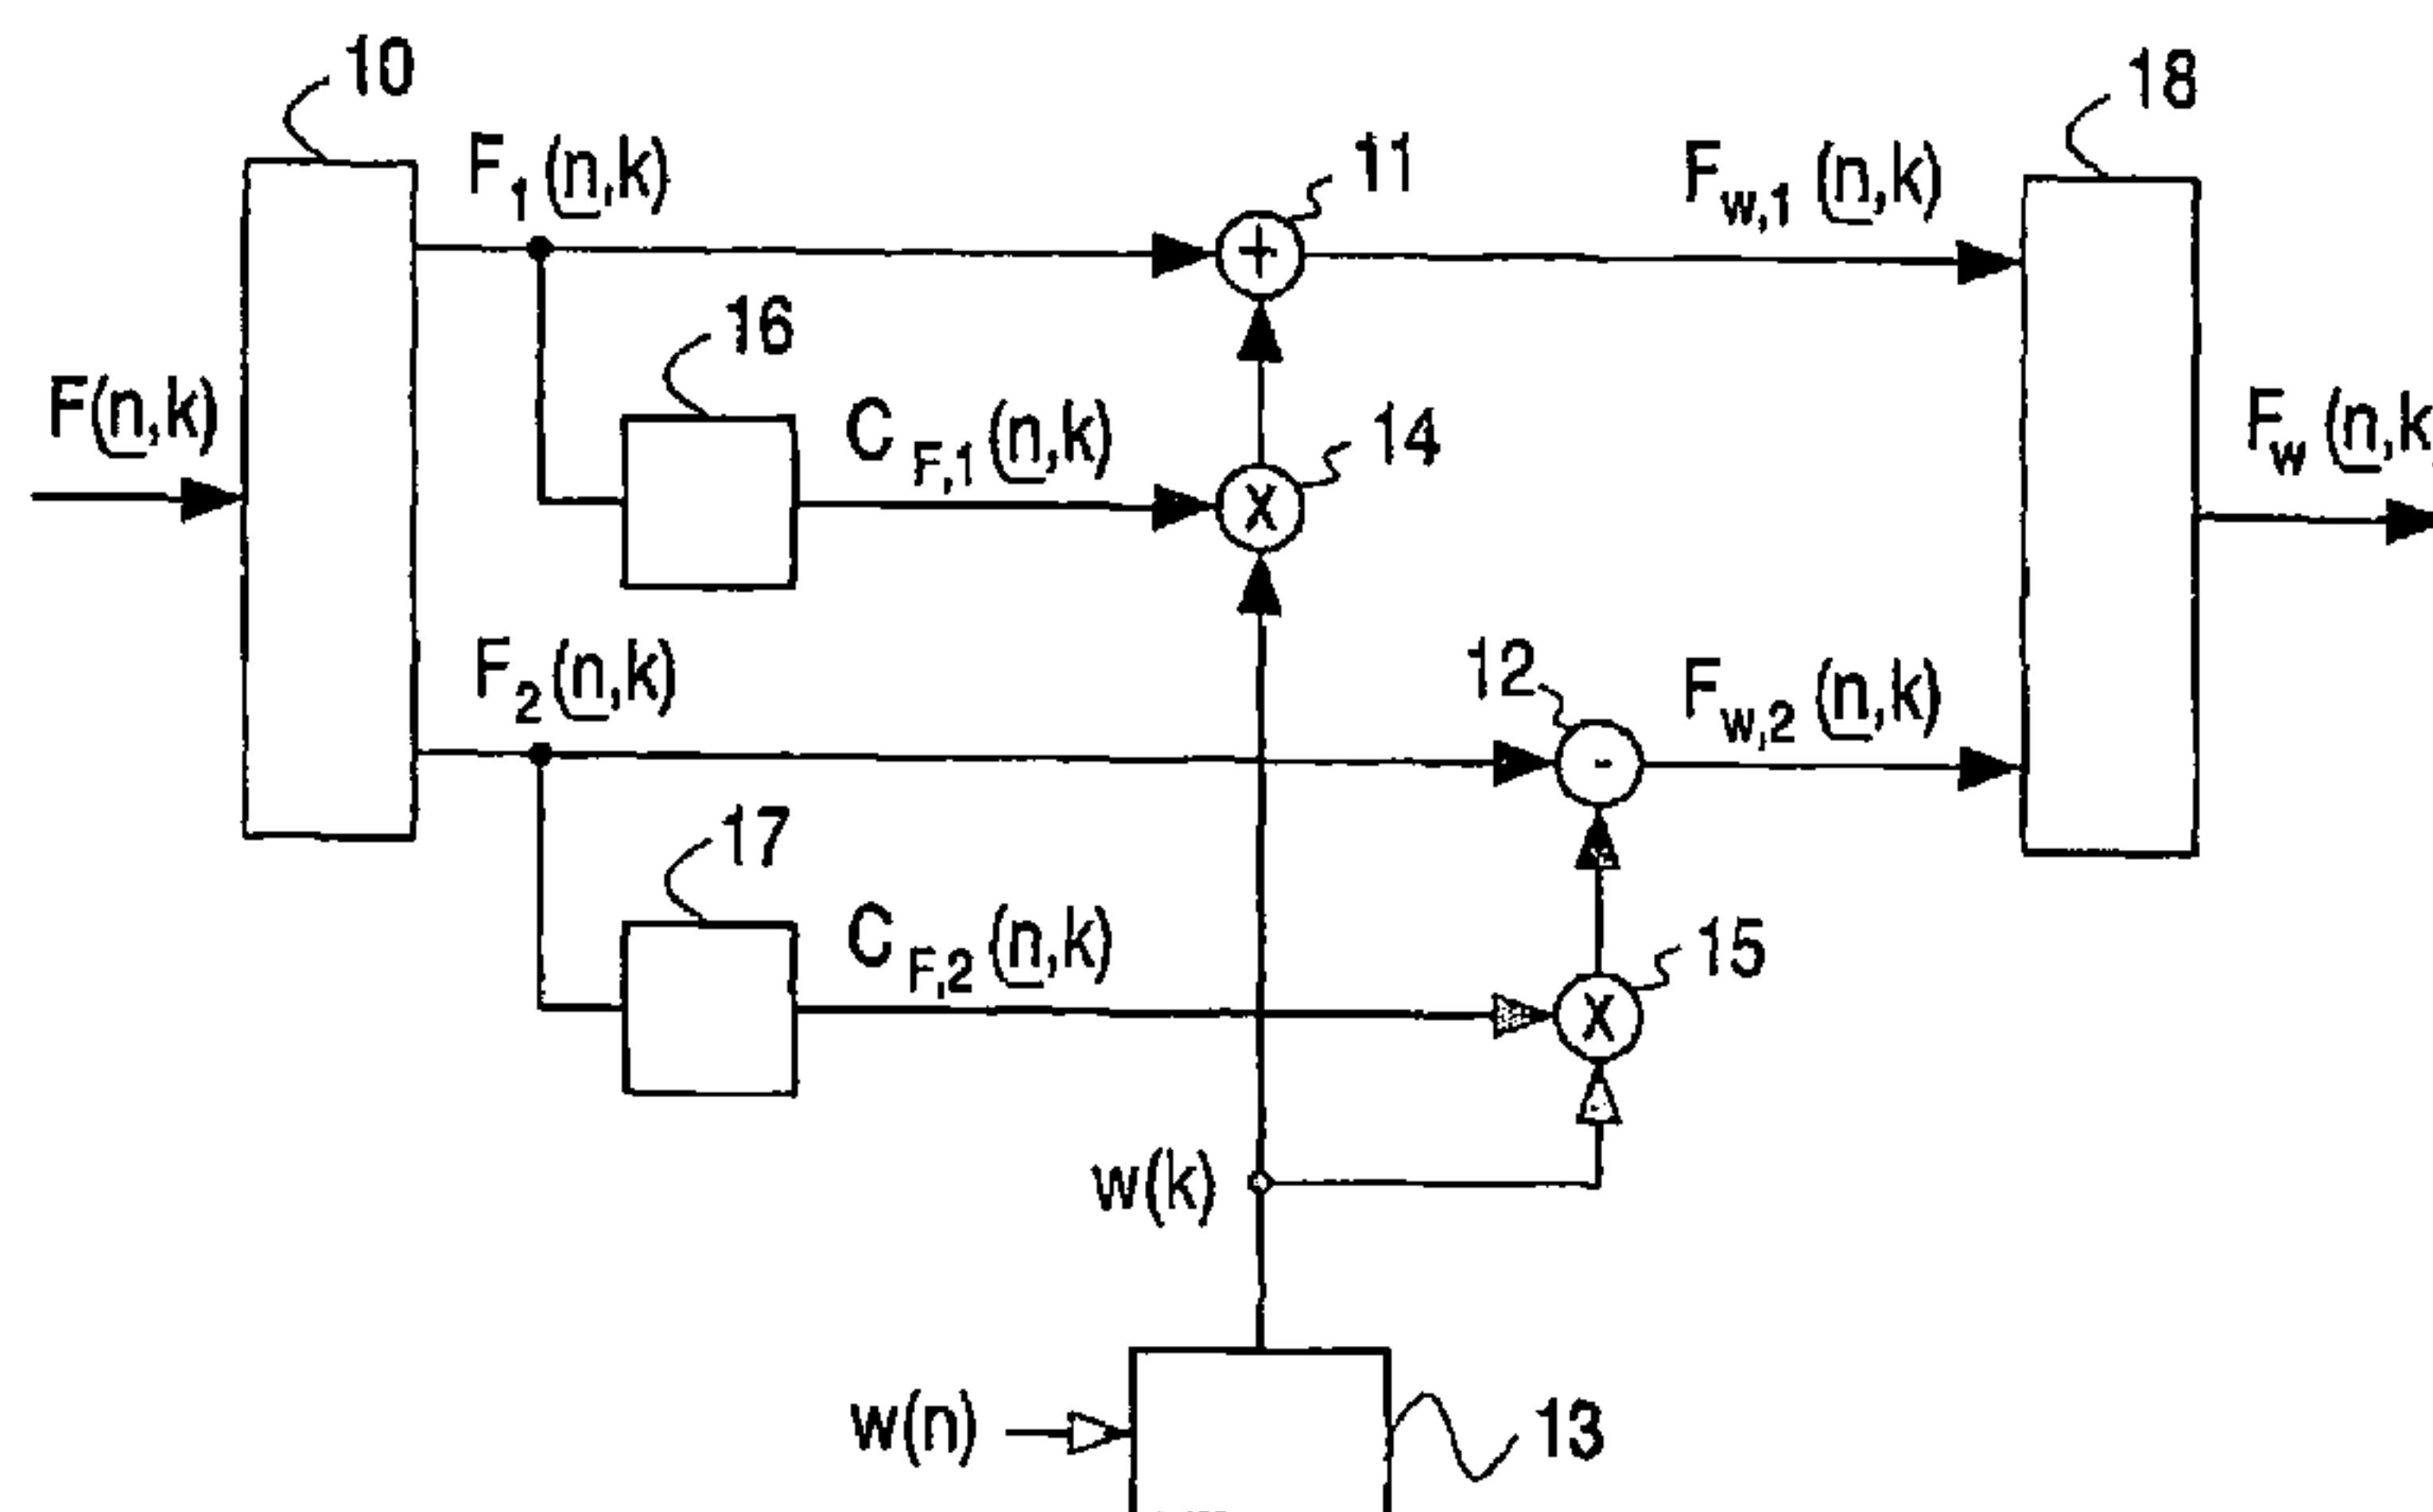 10
18
F1(n,k)
11
Fw,1(n,k)
+
16
F(n,k)
CF,1(n,k)
14
Fw(n,k
X
F2(n,k)
12
Fw,2(n,k)
-
17
CF,2(n,k)
15
X
w(k)
w(n)
13